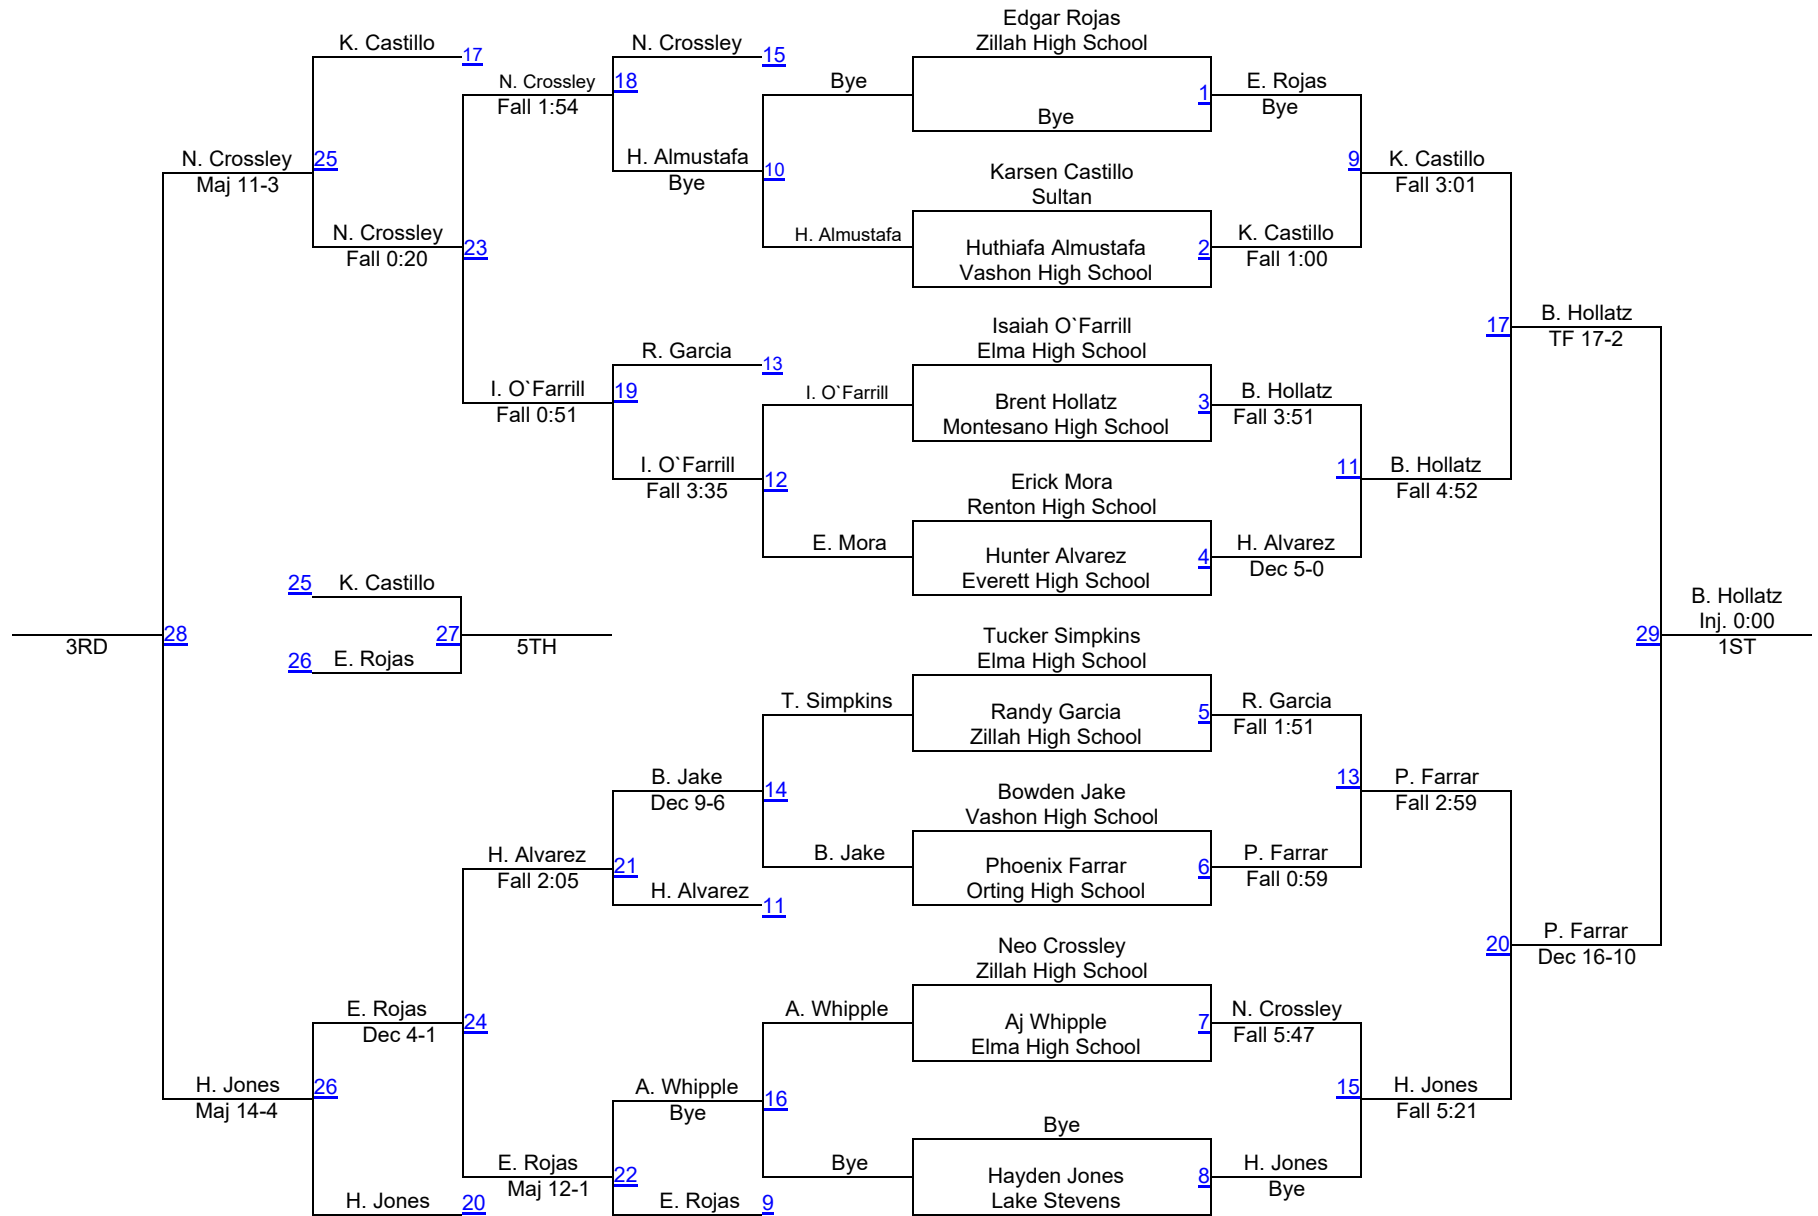 Edgar Rojas
Zillah High School
K. Castillo
17
N. Crossley
15
N. Crossley
18
Fall 1:54
Bye
1
E. Rojas
Bye
Bye
N. Crossley
25
Maj 11-3
H. Almustafa
10
Bye
Karsen Castillo
Sultan
9
K. Castillo
Fall 3:01
N. Crossley
23
Fall 0:20
H. Almustafa
Huthiafa Almustafa
2
Vashon High School
K. Castillo
Fall 1:00
Isaiah O`Farrill
Elma High School
17
B. Hollatz
TF 17-2
R. Garcia
13
I. O`Farrill
19
Fall 0:51
I. O`Farrill
Brent Hollatz
3
Montesano High School
B. Hollatz
Fall 3:51
I. O`Farrill
12
Fall 3:35
Erick Mora
Renton High School
11
B. Hollatz
Fall 4:52
E. Mora
Hunter Alvarez
4
Everett High School
H. Alvarez
Dec 5-0
25
K. Castillo
3RD
28
27
5TH
26
E. Rojas
Tucker Simpkins
Elma High School
29
B. Hollatz
Inj. 0:00
1ST
T. Simpkins
Randy Garcia
5
Zillah High School
R. Garcia
Fall 1:51
B. Jake
14
Dec 9-6
Bowden Jake
Vashon High School
13
P. Farrar
Fall 2:59
H. Alvarez
21
Fall 2:05
B. Jake
Phoenix Farrar
6
Orting High School
P. Farrar
Fall 0:59
H. Alvarez
11
Neo Crossley
Zillah High School
20
P. Farrar
Dec 16-10
E. Rojas
24
Dec 4-1
A. Whipple
Aj Whipple
7
Elma High School
N. Crossley
Fall 5:47
H. Jones
26
Maj 14-4
A. Whipple
16
Bye
Bye
15
H. Jones
Fall 5:21
E. Rojas
22
Maj 12-1
Bye
Hayden Jones
8
Lake Stevens
H. Jones
Bye
H. Jones
20
E. Rojas
9